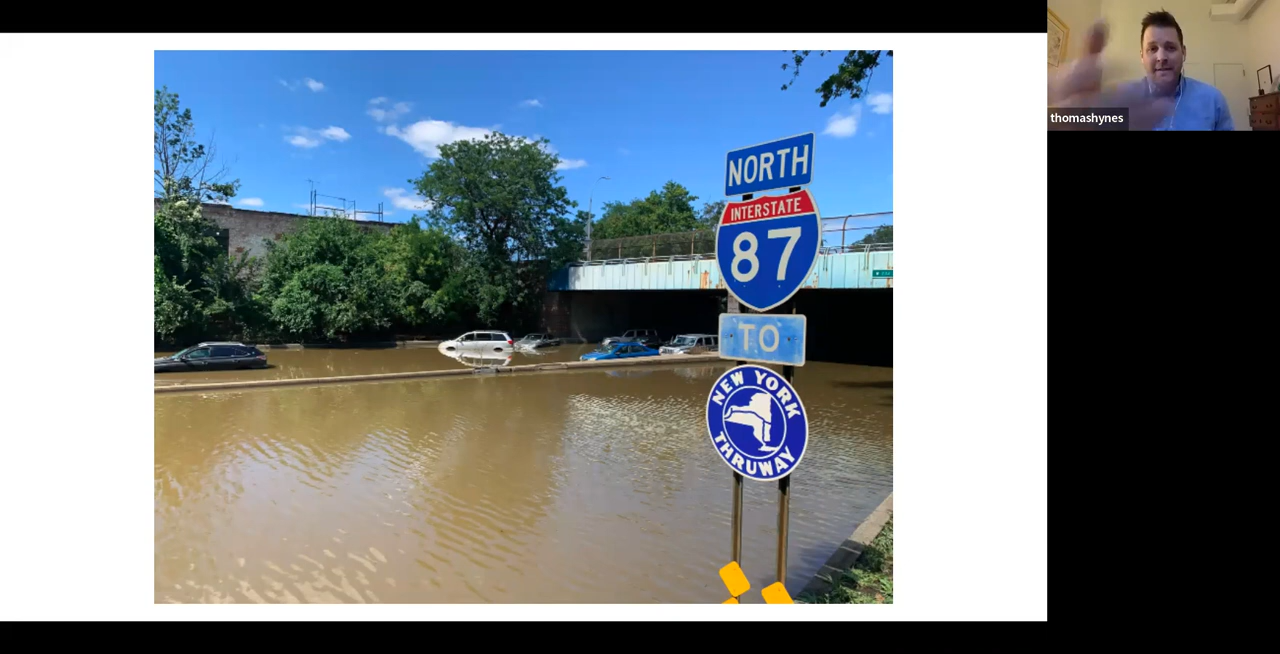 NORTH
INTERSTATE
87
TO
NEW YORK
THRUWAY
thomashynes